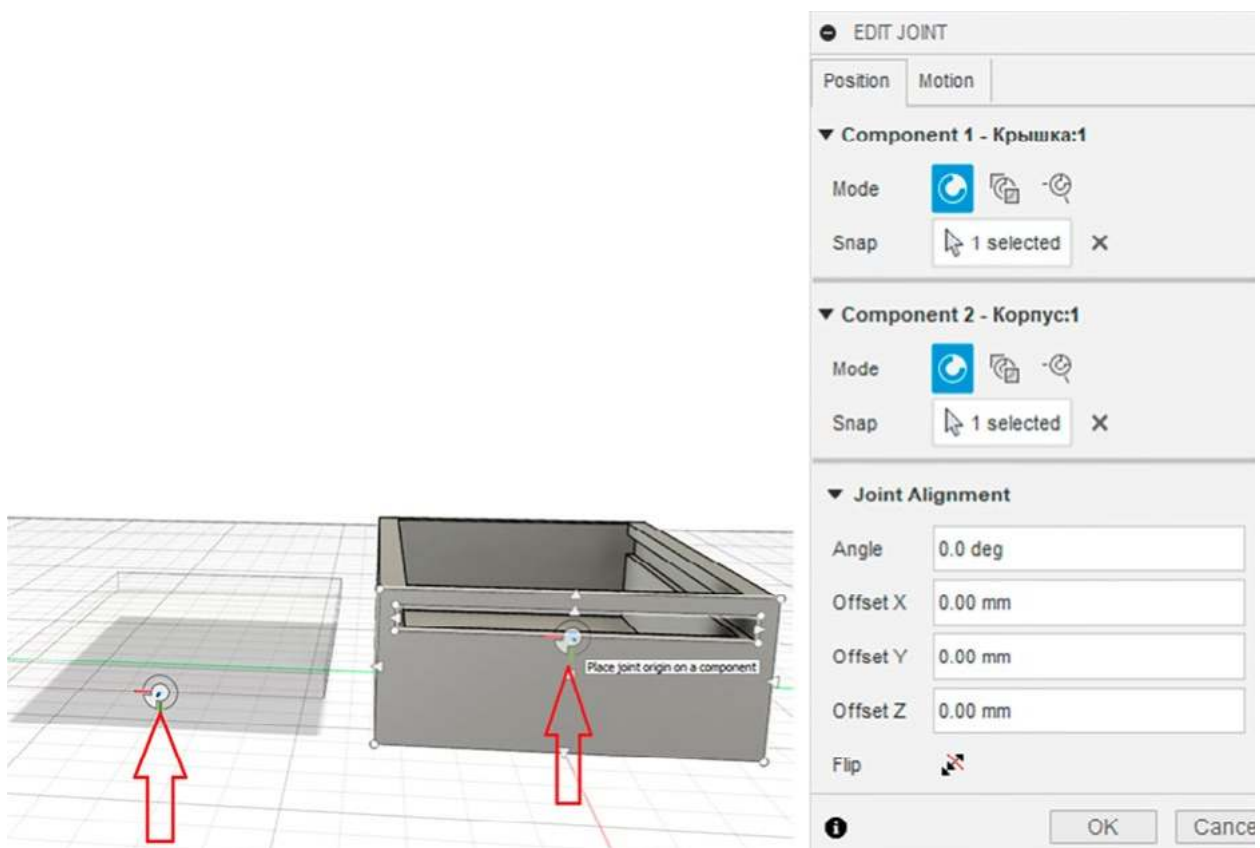 EDIT JOINT
Position Motion
Component 1 - Крышка:1
Mode
Snap 1 selected
Component 2 - Корпус:1
Mode
Snap 1 selected
Joint Alignment
Angle 0.0 deg
Offset X 0.00 mm
Offset Y 0.00 mm
Place joint origin on a component
Offset Z 0.00 mm
Flip
OK Cance